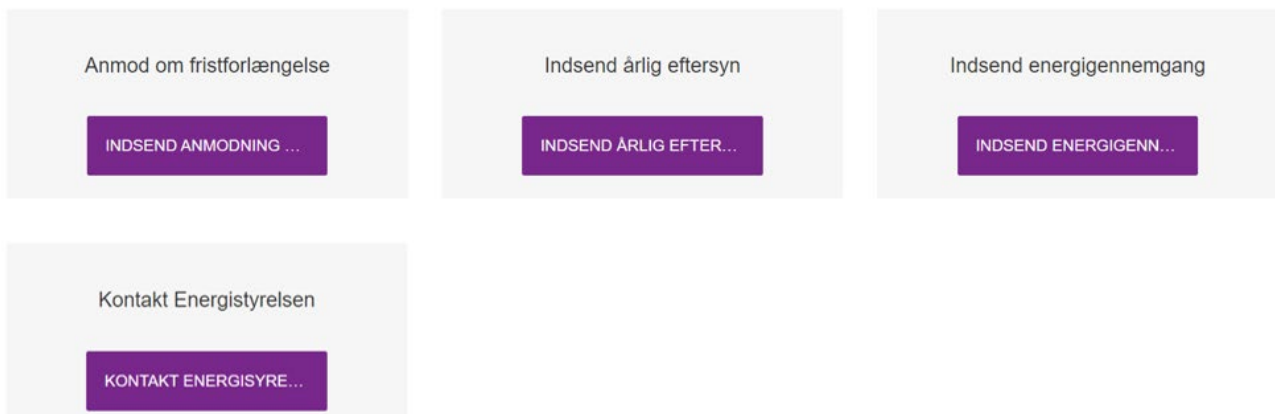 Anmod om fristforlængelse
INDSEND ANMODNING ...
Indsend årlig eftersyn
INDSEND ÅRLIG EFTER...
Indsend energigennemgang
INDSEND ENERGIGENN...
Kontakt Energistyrelsen
KONTAKT ENERGISYRE...